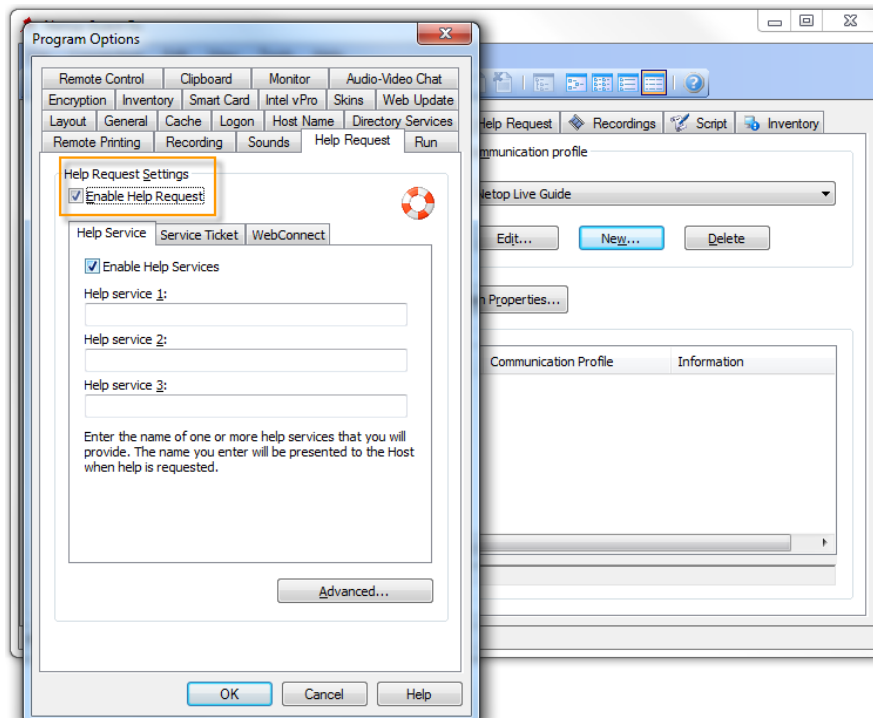 Program Options
Remote Control Clipboard Monitor Audio-Video Chat
Encryption Inventory Smart Card Intel vPro Skins Web Update
Layout General Cache Logon Host Name Directory Services
Remote Printing Recording Sounds Help Request Run
Help Request Settings
Enable Help Request
Help Service Service Ticket WebConnect
Enable Help Services
Help service 1:
Help service 2:
Help service 3:
Enter the name of one or more help services that you will
provide. The name you enter will be presented to the Host
when help is requested.
Advanced...
OK Cancel Help
Help Request Recordings Script Inventory
mmunication profile
Netop Live Guide
Edit... New... Delete
Properties...
Communication Profile Information